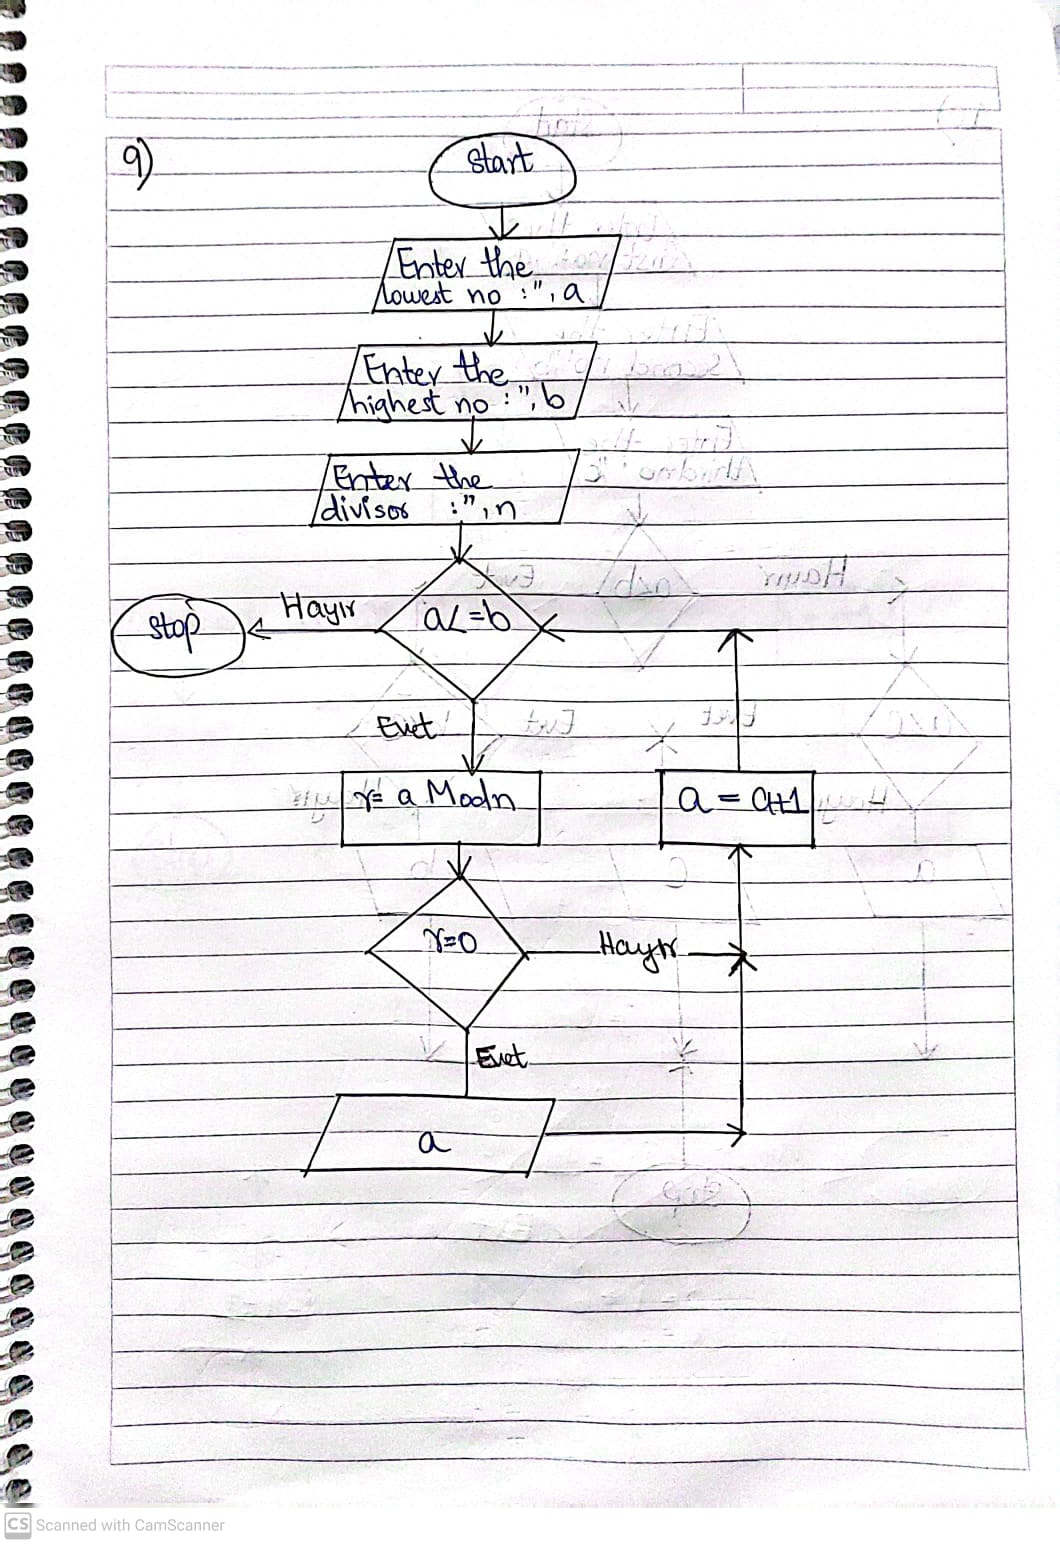 9)
Start
Enter the
lowest no :", a
Enter the
highest no :", b
Enter the
divisor :", n
a<=b
Hayır
Stop
Evet
r= a Mod n
a = a+1
r=0
Hayır
Evet
a
CS Scanned with CamScanner